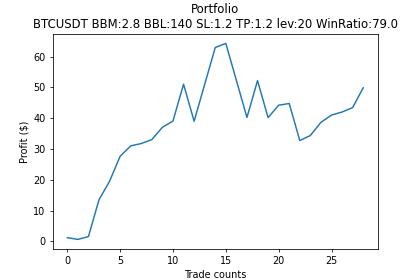 Portfolio
BTCUSDT BBM:2.8 BBL:140 SL:1.2 TP:1.2 lev:20 WinRatio:79.0
60
50
40
30
20
10
0
Profit ($)
0 5 10 15 20 25
Trade counts